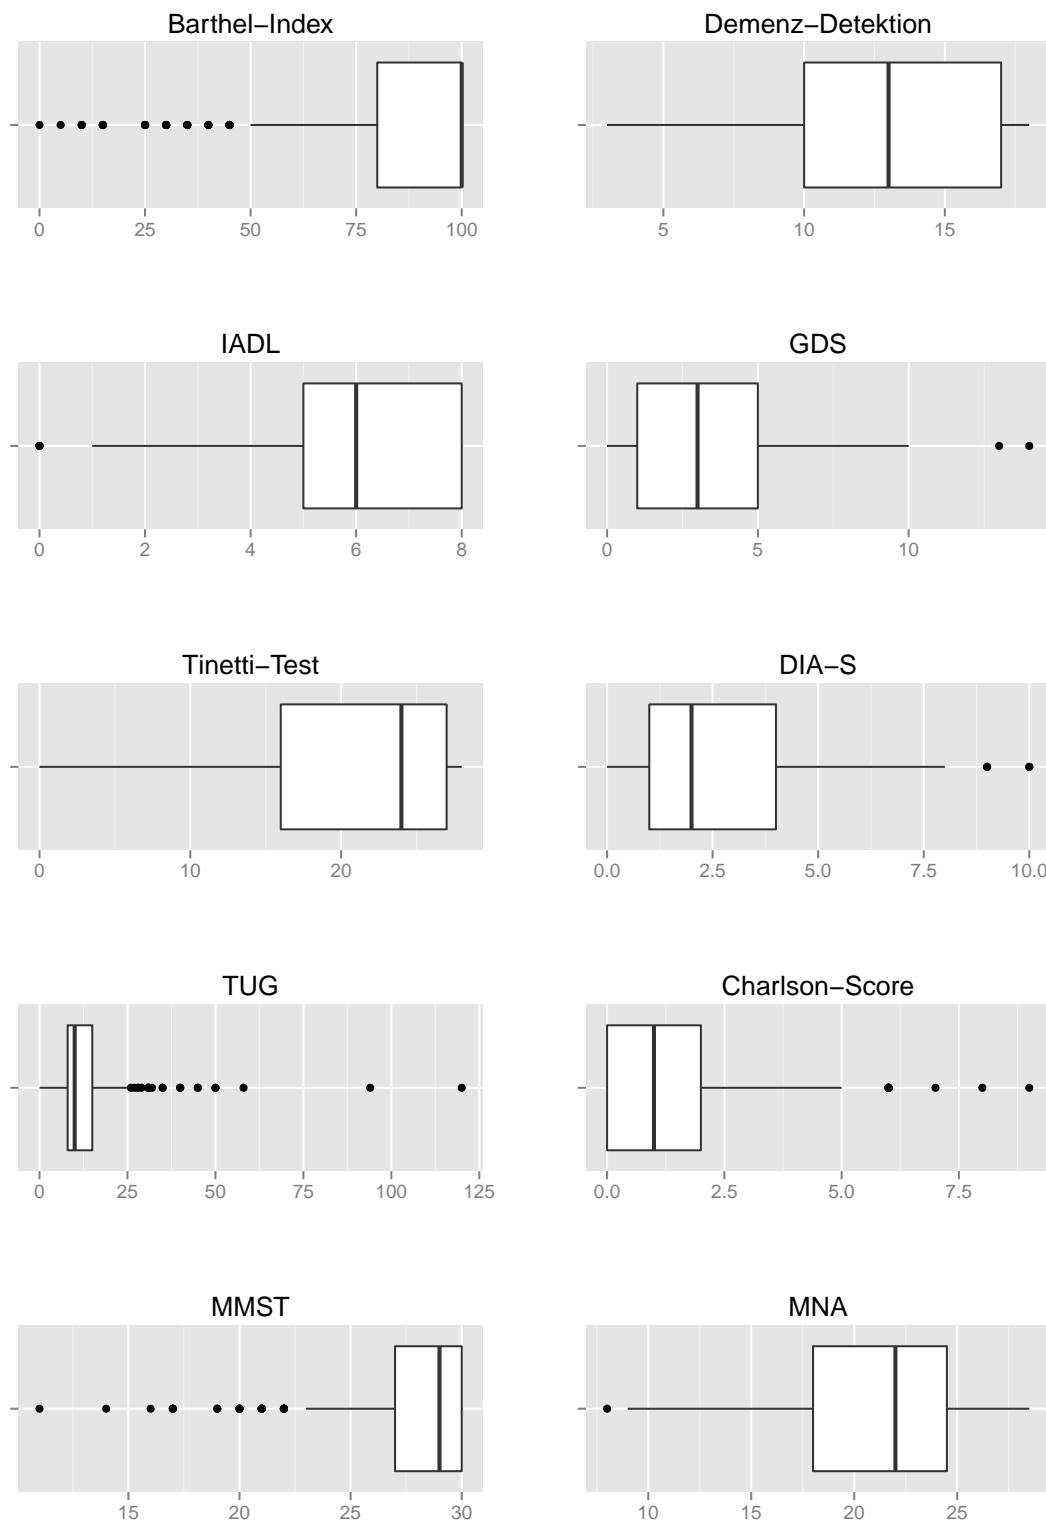 Barthel−Index
0 25 50 75 100
Demenz−Detektion
5 10 15
IADL
0 2 4 6 8
GDS
0 5 10
Tinetti−Test
0 10 20
DIA−S
0.0 2.5 5.0 7.5 10.0
TUG
0 25 50 75 100 125
Charlson−Score
0.0 2.5 5.0 7.5
MMST
15 20 25 30
MNA
10 15 20 25